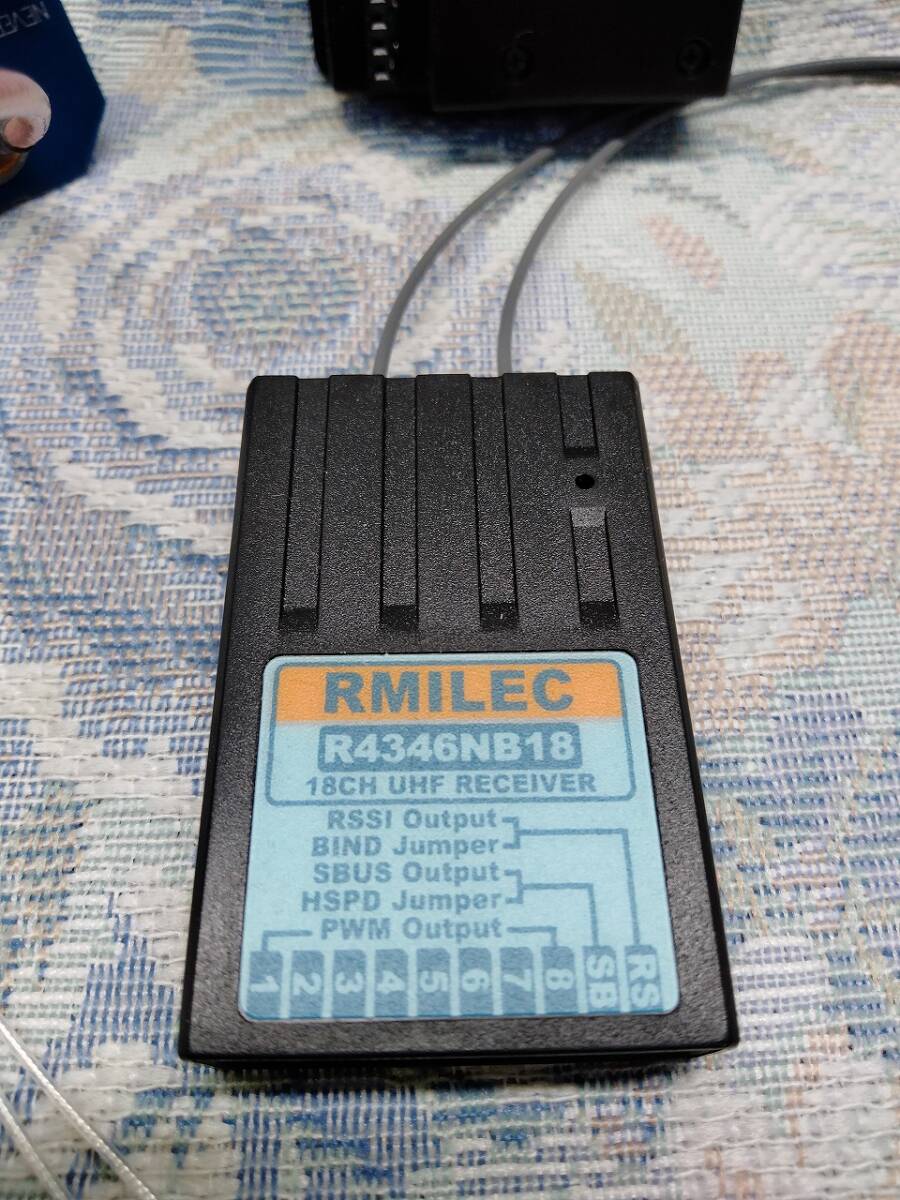 NEVER
RMILEC
R4346NB18
18CH UHF RECEIVER
RSSI Output
BIND Jumper
SBUS Output
HSPD Jumper
PWM Output
1 2 3 4 5 6 7 8 SB RS